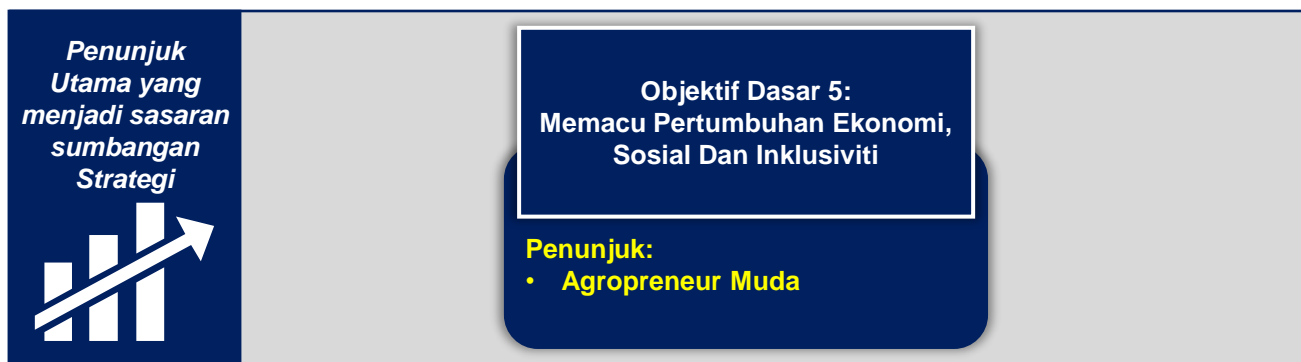 Penunjuk
Utama yang
menjadi sasaran
sumbangan
Strategi
Objektif Dasar 5:
Memacu Pertumbuhan Ekonomi,
Sosial Dan Inklusiviti
Penunjuk:
• Agropreneur Muda